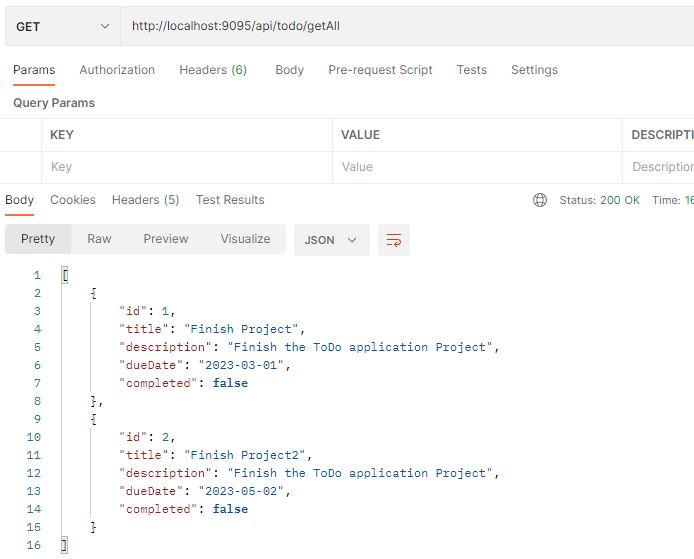 GET http://localhost:9095/api/todo/getAll
Params Authorization Headers (6) Body Pre-request Script Tests Settings
Query Params
KEY VALUE DESCRIPTI
Key Value Description
Body Cookies Headers (5) Test Results Status: 200 OK Time: 16
Pretty Raw Preview Visualize JSON
1 [
2 {
3 "id": 1,
4 "title": "Finish Project",
5 "description": "Finish the ToDo application Project",
6 "dueDate": "2023-03-01",
7 "completed": false
8 },
9 {
10 "id": 2,
11 "title": "Finish Project2",
12 "description": "Finish the ToDo application Project",
13 "dueDate": "2023-05-02",
14 "completed": false
15 }
16 ]